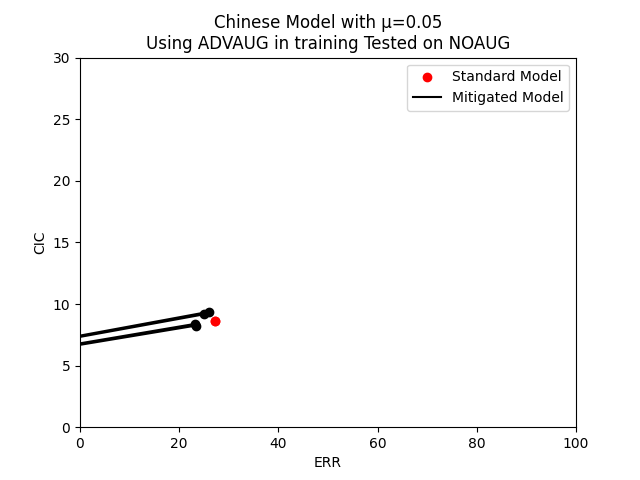 Chinese Model with μ=0.05
Using ADVAUG in training Tested on NOAUG
Standard Model
Mitigated Model
30
25
20
15
10
5
0
CIC
0 20 40 60 80 100
ERR